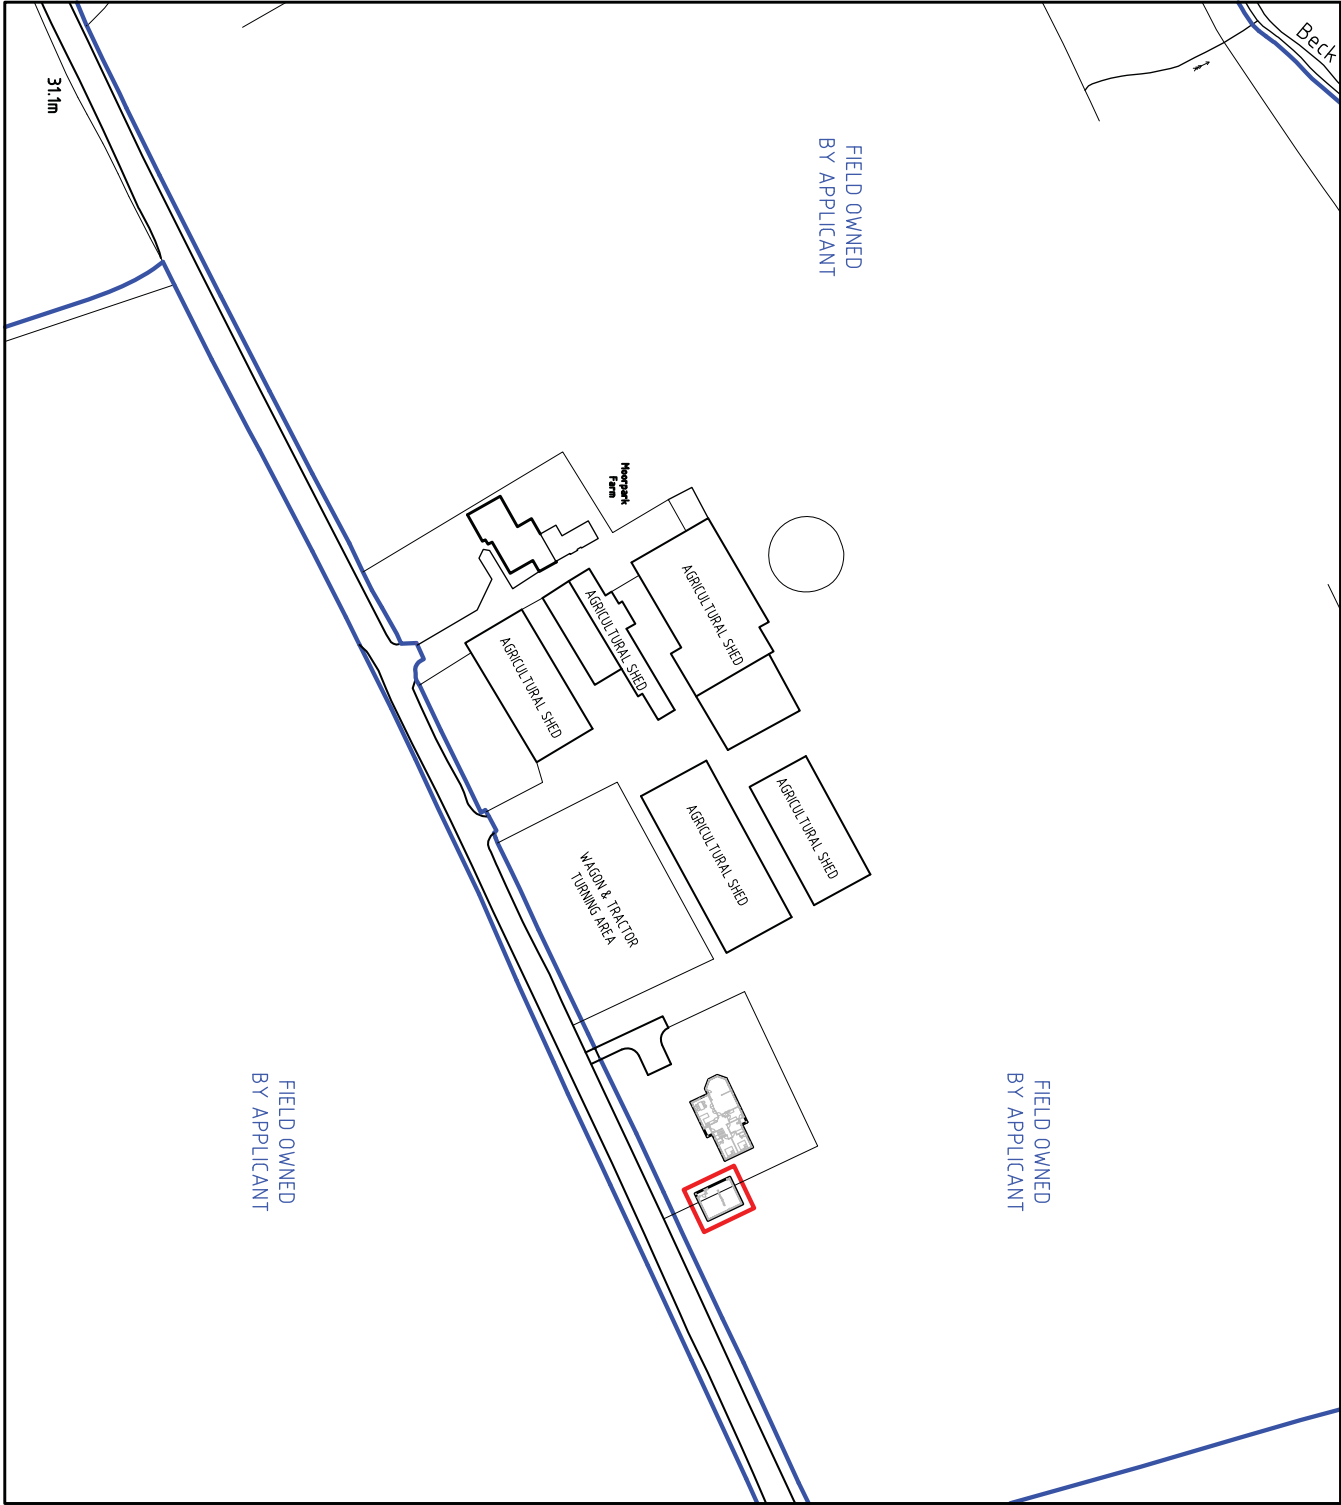 Beck
31.1m
FIELD OWNED
BY APPLICANT
Moorpark
Farm
AGRICULTURAL SHED
AGRICULTURAL SHED
AGRICULTURAL SHED
AGRICULTURAL SHED
AGRICULTURAL SHED
WAGON & TRACTOR
TURNING AREA
FIELD OWNED
BY APPLICANT
FIELD OWNED
BY APPLICANT